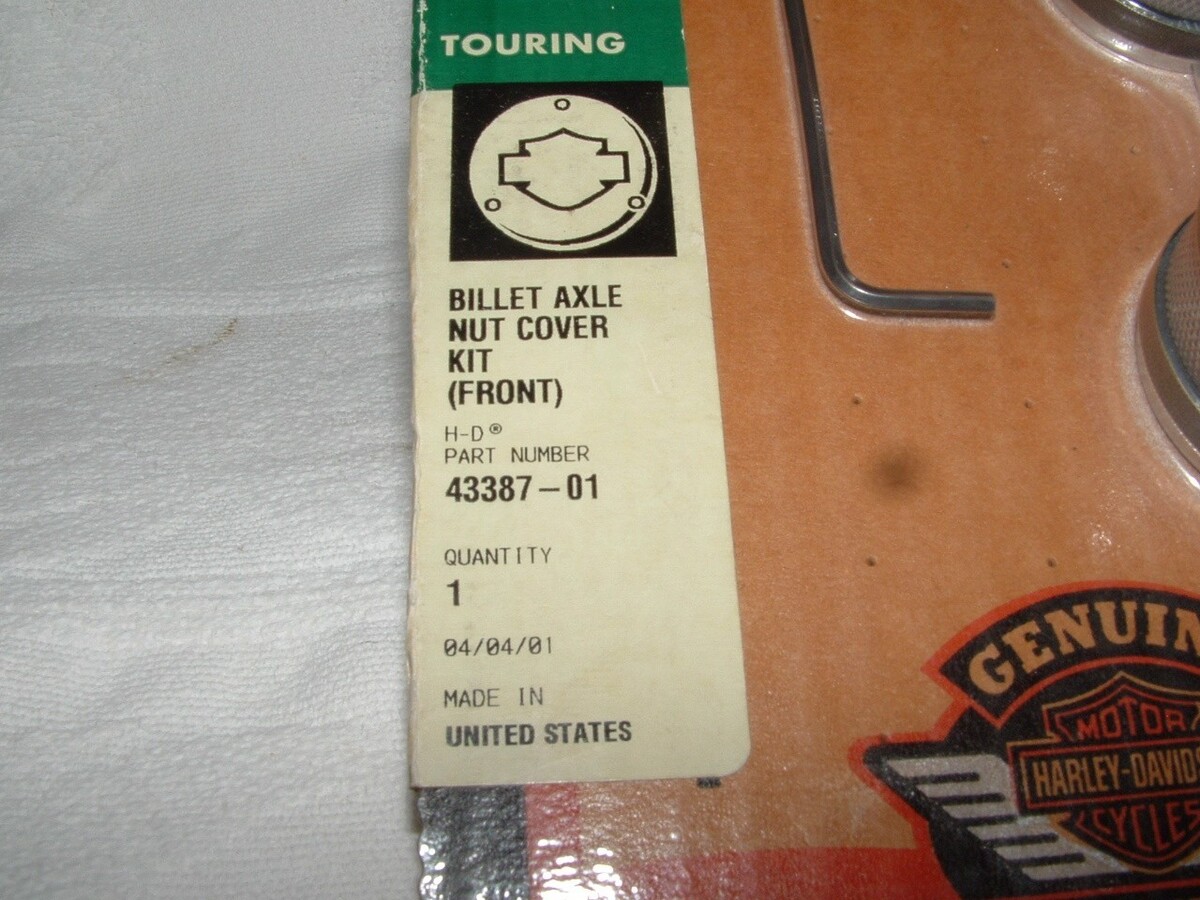 TOURING
BILLET AXLE
NUT COVER
KIT
(FRONT)
H-D®
PART NUMBER
43387-01
QUANTITY
1
04/04/01
MADE IN
UNITED STATES
GENUIN
MOTOR
HARLEY-DAVIDS
CYCLES